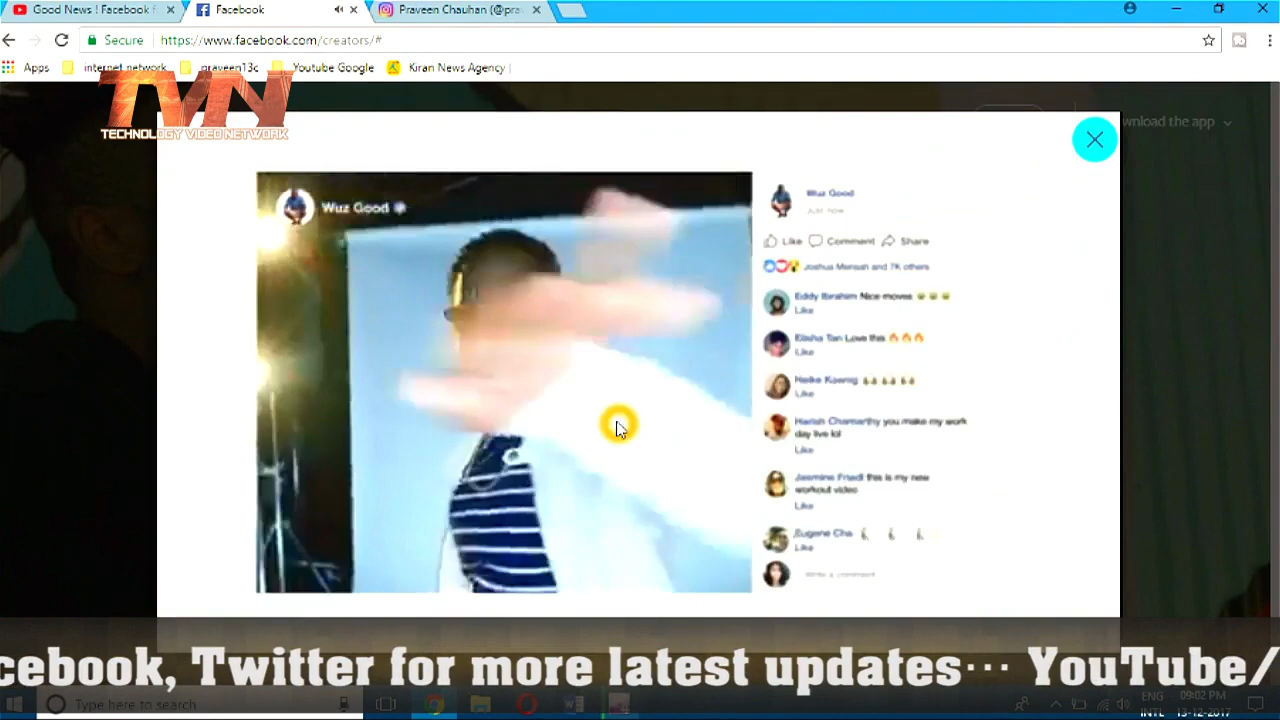 Good News ! Facebook f
Facebook
Praveen Chauhan (@pra
Secure
https://www.facebook.com/creators/#
Apps
internet network
praveen13c
Youtube Google
Kiran News Agency
TVN
TECHNOLOGY VIDEO NETWORK
wnload the app
Wuz Good
Wuz Good
Just now
Like Comment Share
Joshua Mensah and 7K others
Eddy Ibrahim Nice moves
Like
Elisha Tan Love this 🔥🔥🔥
Like
Heike Koenig
Like
Harish Chamarthy you make my work
day live lol
Like
Jasmine Friedl this is my new
workout video
Like
Eugene Cha
Like
Write a comment
cebook, Twitter for more latest updates… YouTube/
Type here to search
ENG
INTL
09:02 PM
13-12-2017